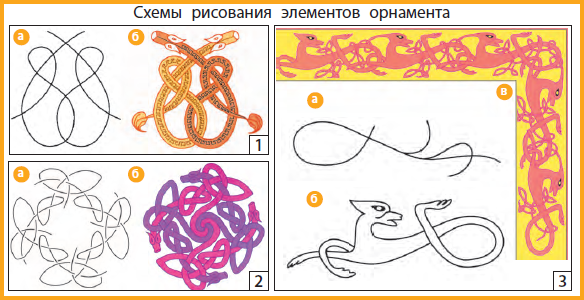 Схемы рисования элементов орнамента
а
б
1
а
б
2
а
б
в
3